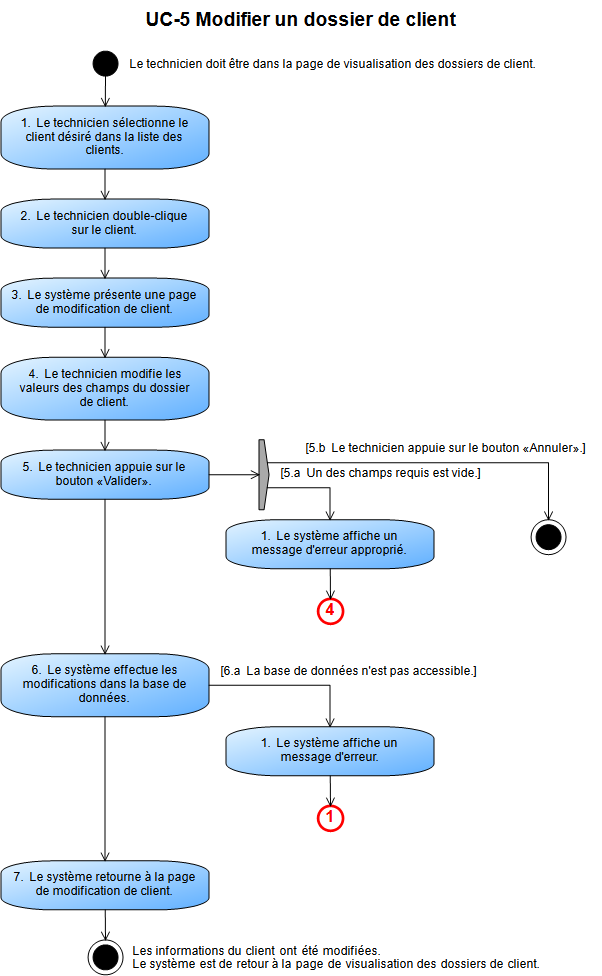 UC-5 Modifier un dossier de client
Le technicien doit être dans la page de visualisation des dossiers de client.
1. Le technicien sélectionne le
client désiré dans la liste des
clients.
2. Le technicien double-clique
sur le client.
3. Le système présente une page
de modification de client.
4. Le technicien modifie les
valeurs des champs du dossier
de client.
5. Le technicien appuie sur le
bouton «Valider».
[5.b Le technicien appuie sur le bouton «Annuler».]
[5.a Un des champs requis est vide.]
1. Le système affiche un
message d'erreur approprié.
4
6. Le système effectue les
modifications dans la base de
données.
[6.a La base de données n'est pas accessible.]
1. Le système affiche un
message d'erreur.
1
7. Le système retourne à la page
de modification de client.
Les informations du client ont été modifiées.
Le système est de retour à la page de visualisation des dossiers de client.